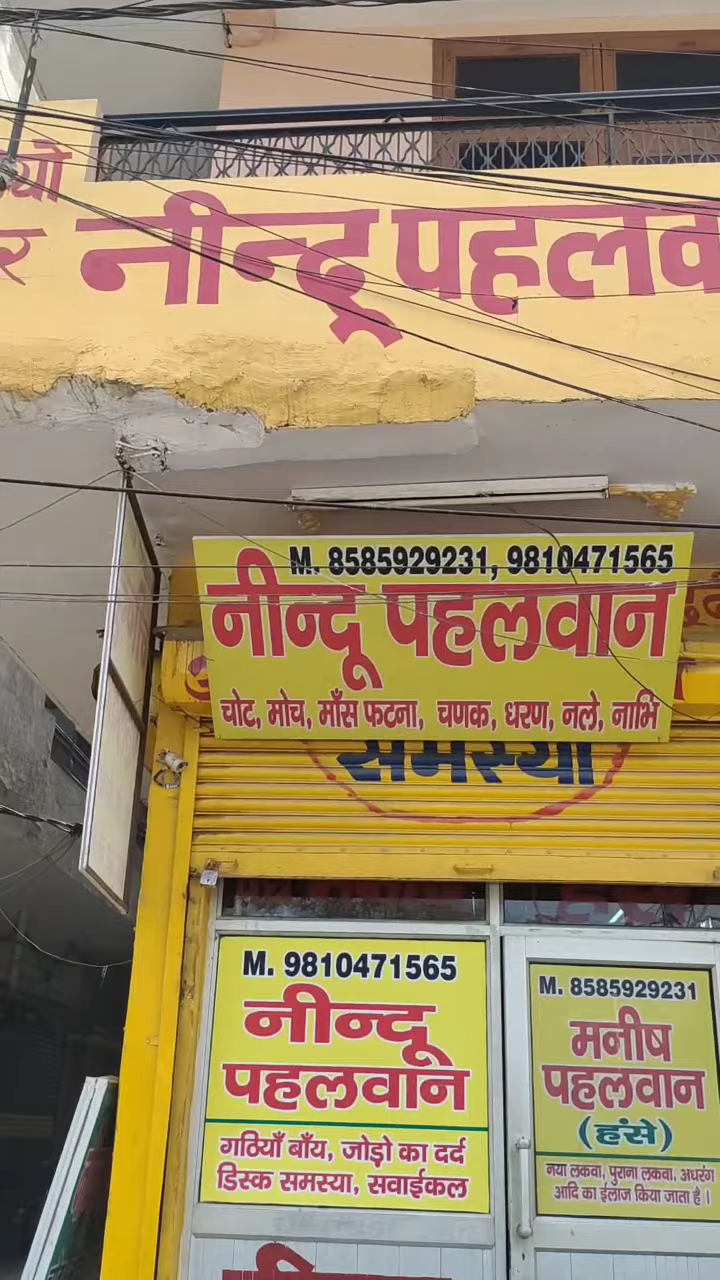 नीन्दू पहलव
M. 8585929231, 9810471565
नीन्दू पहलवान
चोट, मोच, माँस फटना, चणक, धरण, नले, नाभि
समस्या
M. 9810471565
नीन्दू
पहलवान
गठियाँ बाँय, जोड़ो का दर्द
डिस्क समस्या, सवाईकल
M. 8585929231
मनीष
पहलवान
(हंसे)
नया लकवा, पुराना लकवा, अधरंग
आदि का ईलाज किया जाता है ।